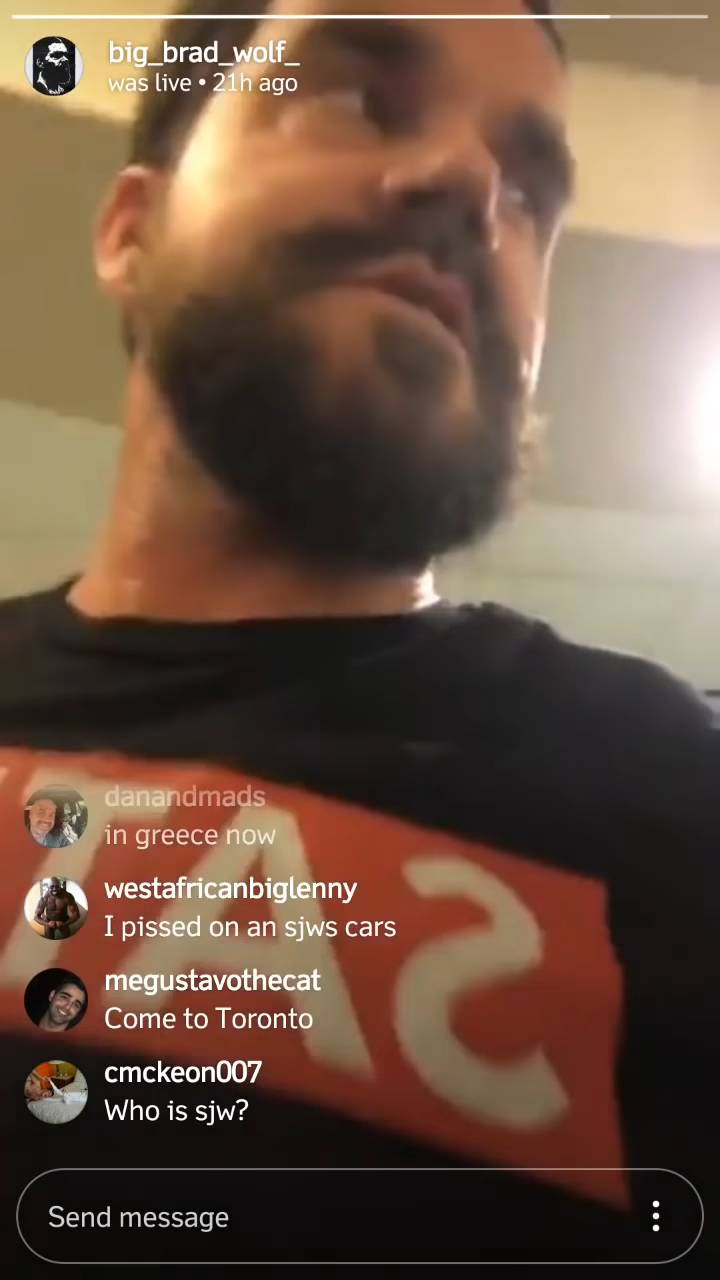 big_brad_wolf_
was live • 21h ago
danandmads
in greece now
westafricanbiglenny
I pissed on an sjws cars
megustavothecat
Come to Toronto
cmckeon007
Who is sjw?
Send message